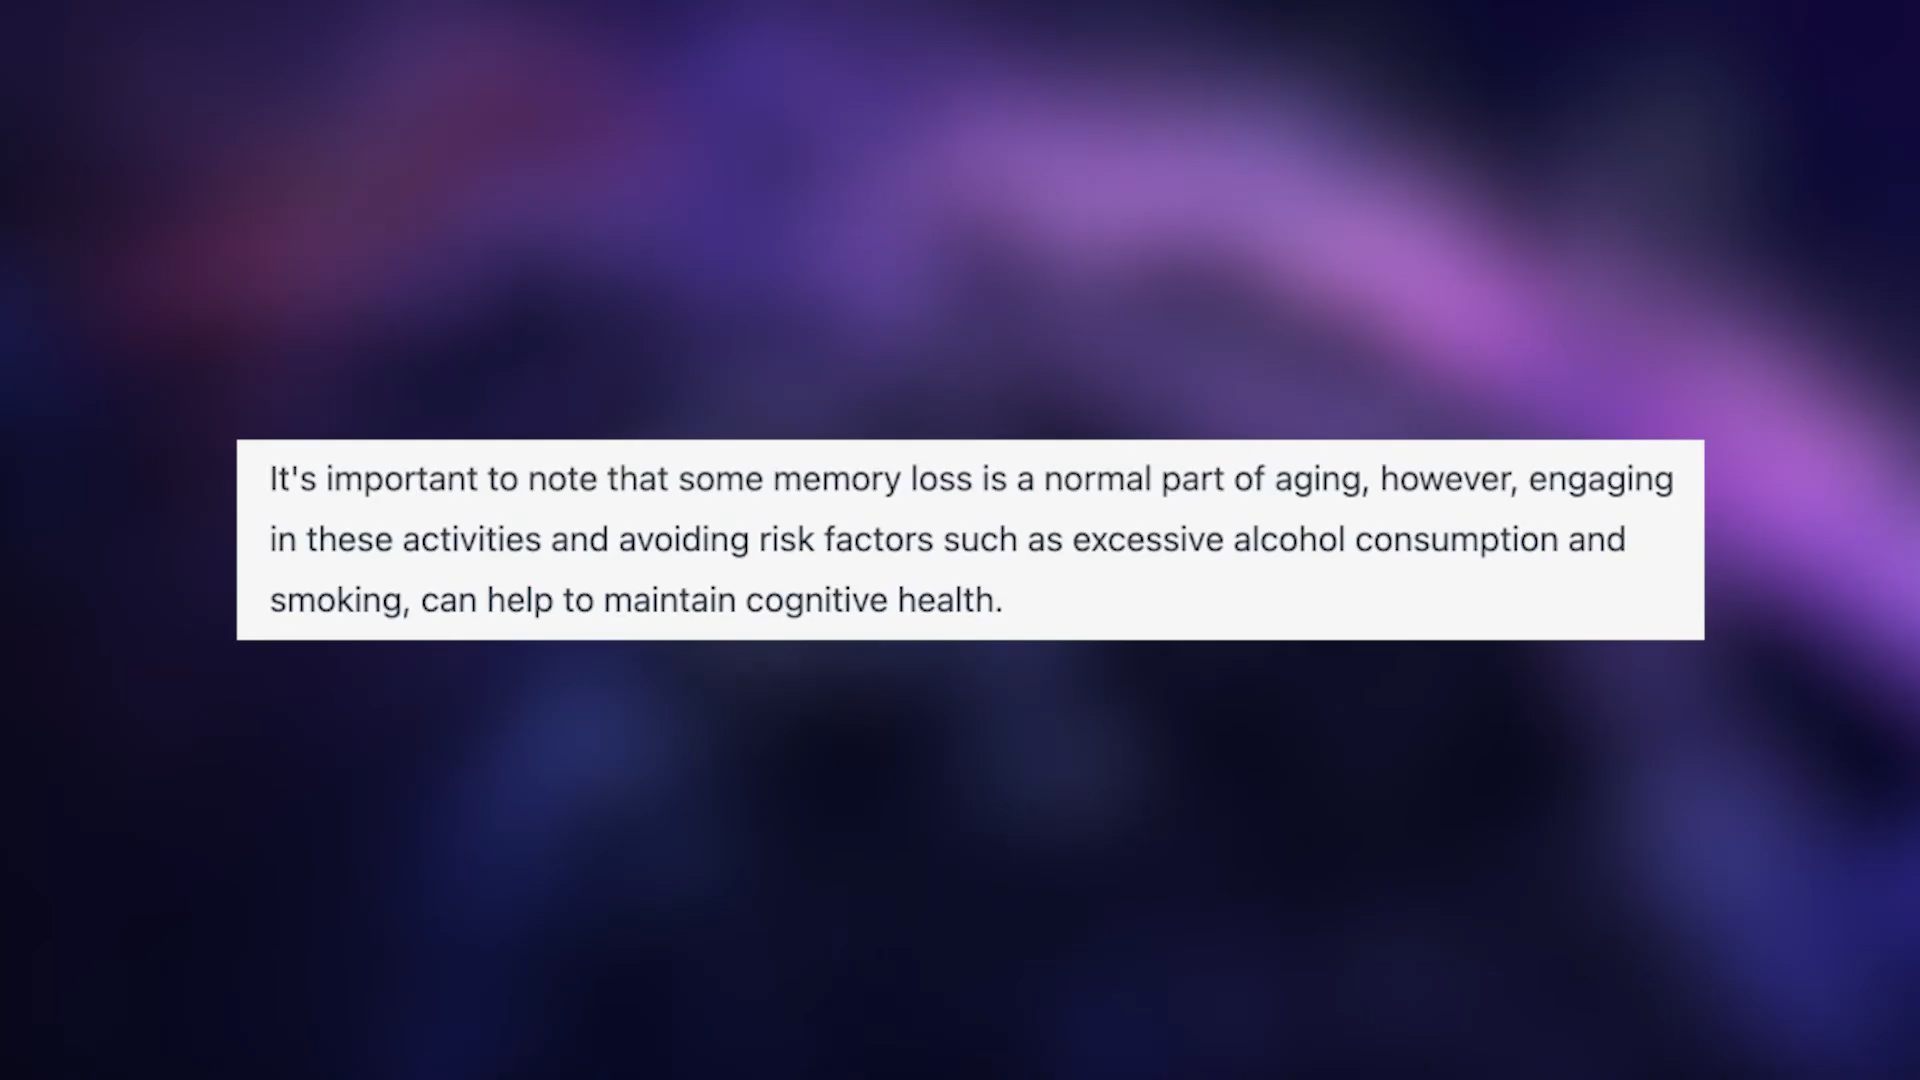 It's important to note that some memory loss is a normal part of aging, however, engaging
in these activities and avoiding risk factors such as excessive alcohol consumption and
smoking, can help to maintain cognitive health.